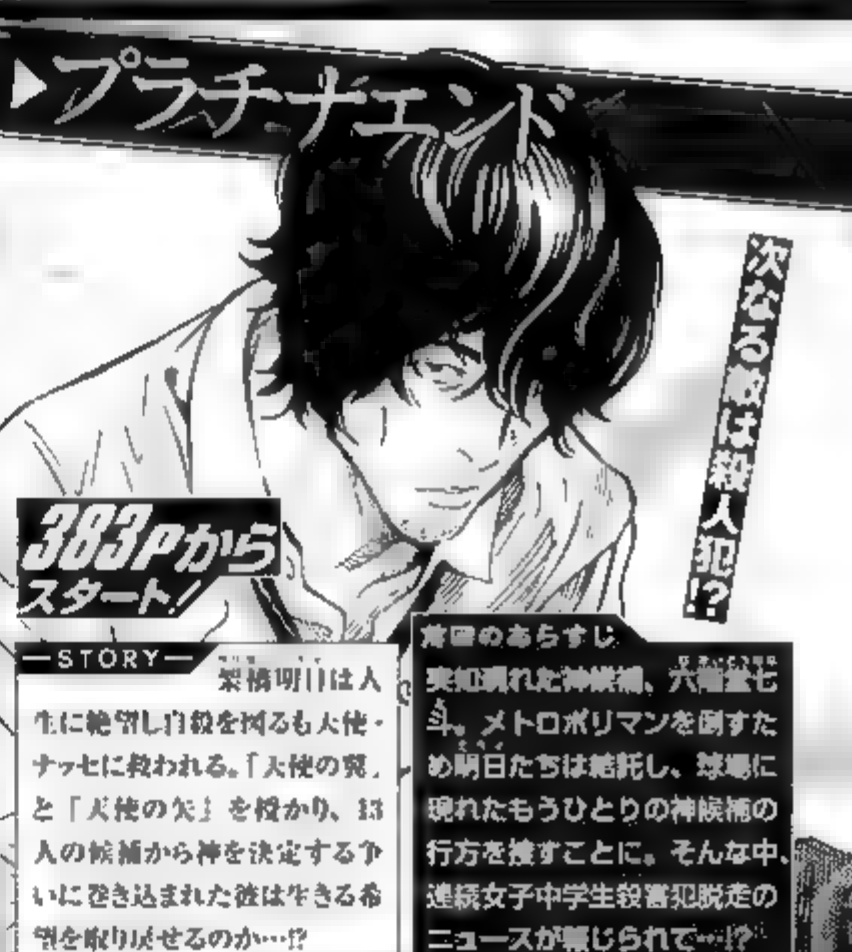 ▶プラチナエンド
次なる敵は殺人犯!?
383Pから
スタート!
STORY
架橋明日は人
生に絶望し自殺を図るも天使・
ナッセに救われる。「天使の翼」
と「天使の矢」を授かり、13
人の候補から神を決定する争
いに巻き込まれた彼は生きる希
望を取り戻せるのか…!?
前回のあらすじ
突如現れた神候補、六階堂七
斗。メトロポリマンを倒すた
め明日たちは結託し、球場に
現れたもうひとりの神候補の
行方を捜すことに。そんな中、
連続女子中学生殺害犯脱走の
ニュースが報じられて…!?